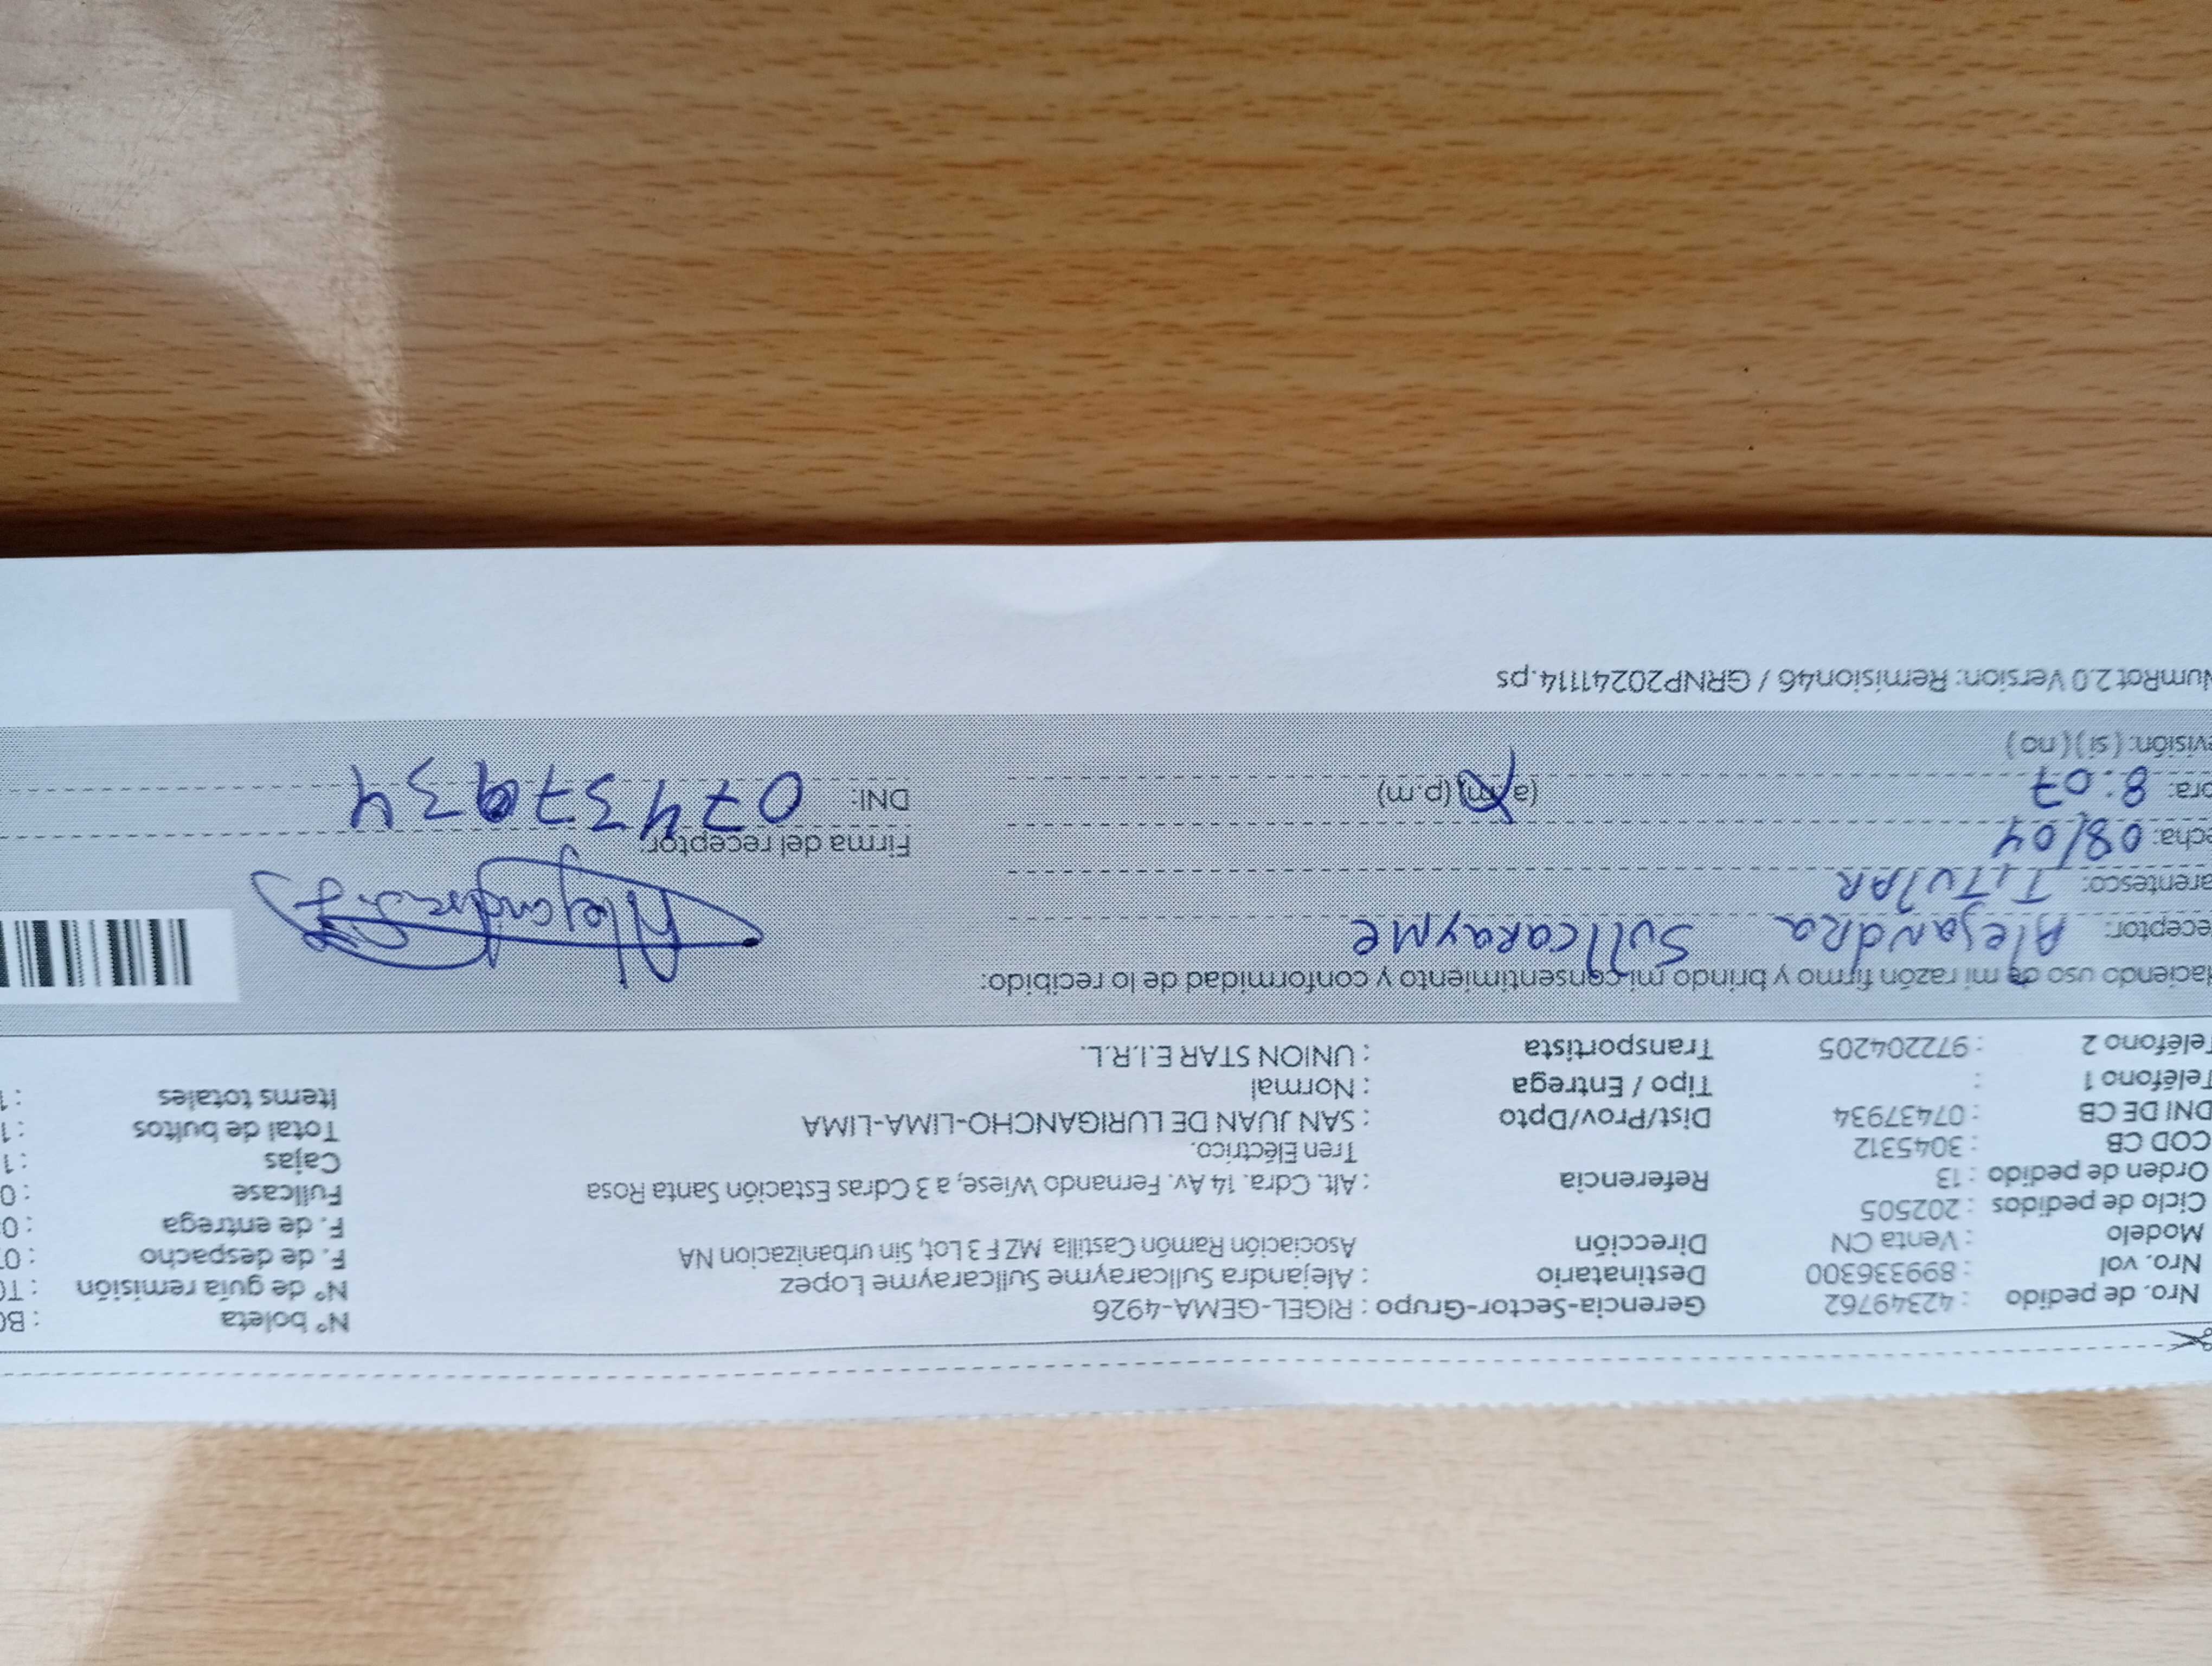 Nro. de pedido : 42349762 Gerencia-Sector-Grupo : RIGEL-GEMA-4926 N° boleta
Nro. vol : 899336300 Destinatario : Alejandra Sullcarayme Sullcarayme Lopez N° de guía remisión
Modelo : Venta CN Dirección Asociación Ramón Castilla MZ F 3 Lot, Sin urbanizacion NA F. de despacho
Ciclo de pedidos : 202505 F. de entrega
Orden de pedido : 13 Referencia : Alt. Cdra. 14 Av. Fernando Wiese, a 3 Cdras Estación Santa Rosa Fullcase
COD CB : 3045312 Tren Eléctrico. Cajas
DNI DE CB : 07437934 Dist/Prov/Dpto : SAN JUAN DE LURIGANCHO-LIMA-LIMA Total de bultos
Teléfono 1 : Tipo / Entrega : Normal Items totales
Teléfono 2 : 972204205 Transportista : UNION STAR E.I.R.L.
Haciendo uso de mi razón firmo y brindo mi consentimiento y conformidad de lo recibido:
eceptor: Alejandra Sullcarayme
arentesco: TiTulAR
echa: 08/04 Firma del receptor:
ora: 8:07 (a.m) (p.m) DNI:
evisión: ( si ) ( no )
NumRot 2.0 Version: Remision46 / GRNP20241114.ps